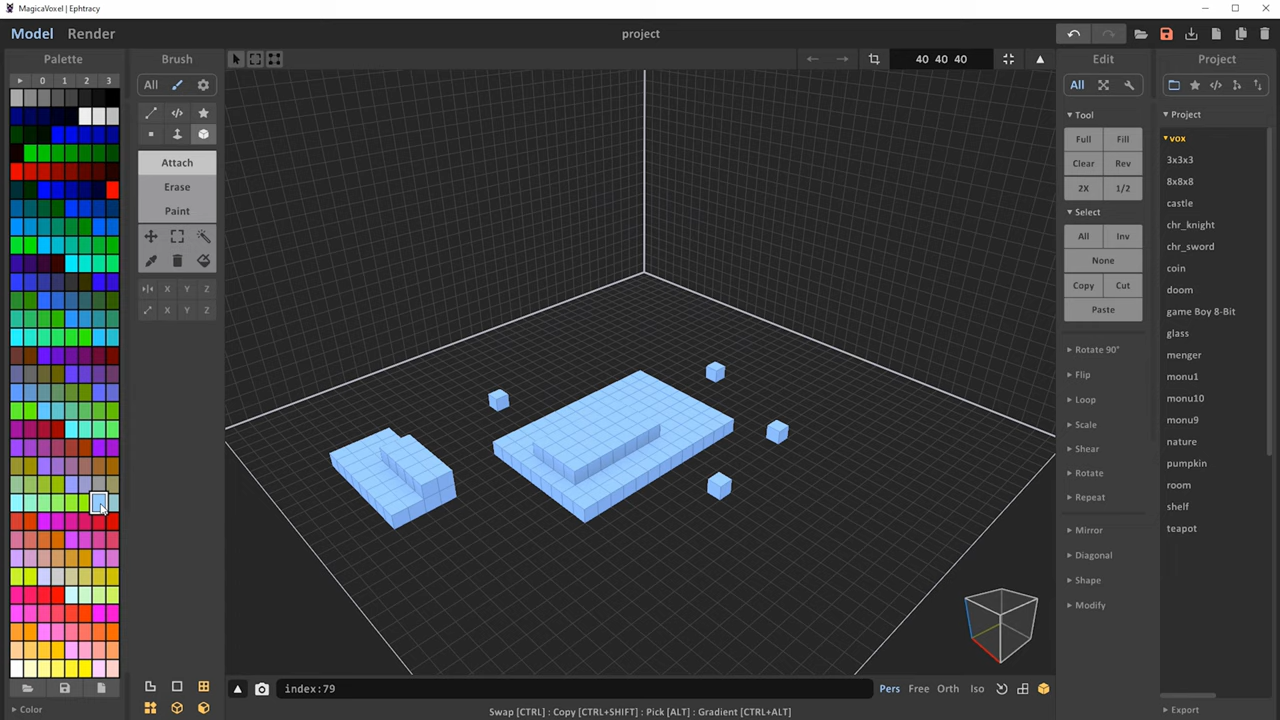 MagicaVoxel | Ephtracy
Model Render
project
Palette
0 1 2 3
Brush
All
Attach
Erase
Paint
X Y Z
X Y Z
40 40 40
Edit
All
Tool
Full Fill
Clear Rev
2X 1/2
Select
All Inv
None
Copy Cut
Paste
Rotate 90°
Flip
Loop
Scale
Shear
Rotate
Repeat
Mirror
Diagonal
Shape
Modify
Project
Project
vox
3x3x3
8x8x8
castle
chr_knight
chr_sword
coin
doom
game Boy 8-Bit
glass
menger
monu1
monu10
monu9
nature
pumpkin
room
shelf
teapot
Export
Color
index:79
Pers Free Orth Iso
Swap [CTRL] : Copy [CTRL+SHIFT] : Pick [ALT] : Gradient [CTRL+ALT]